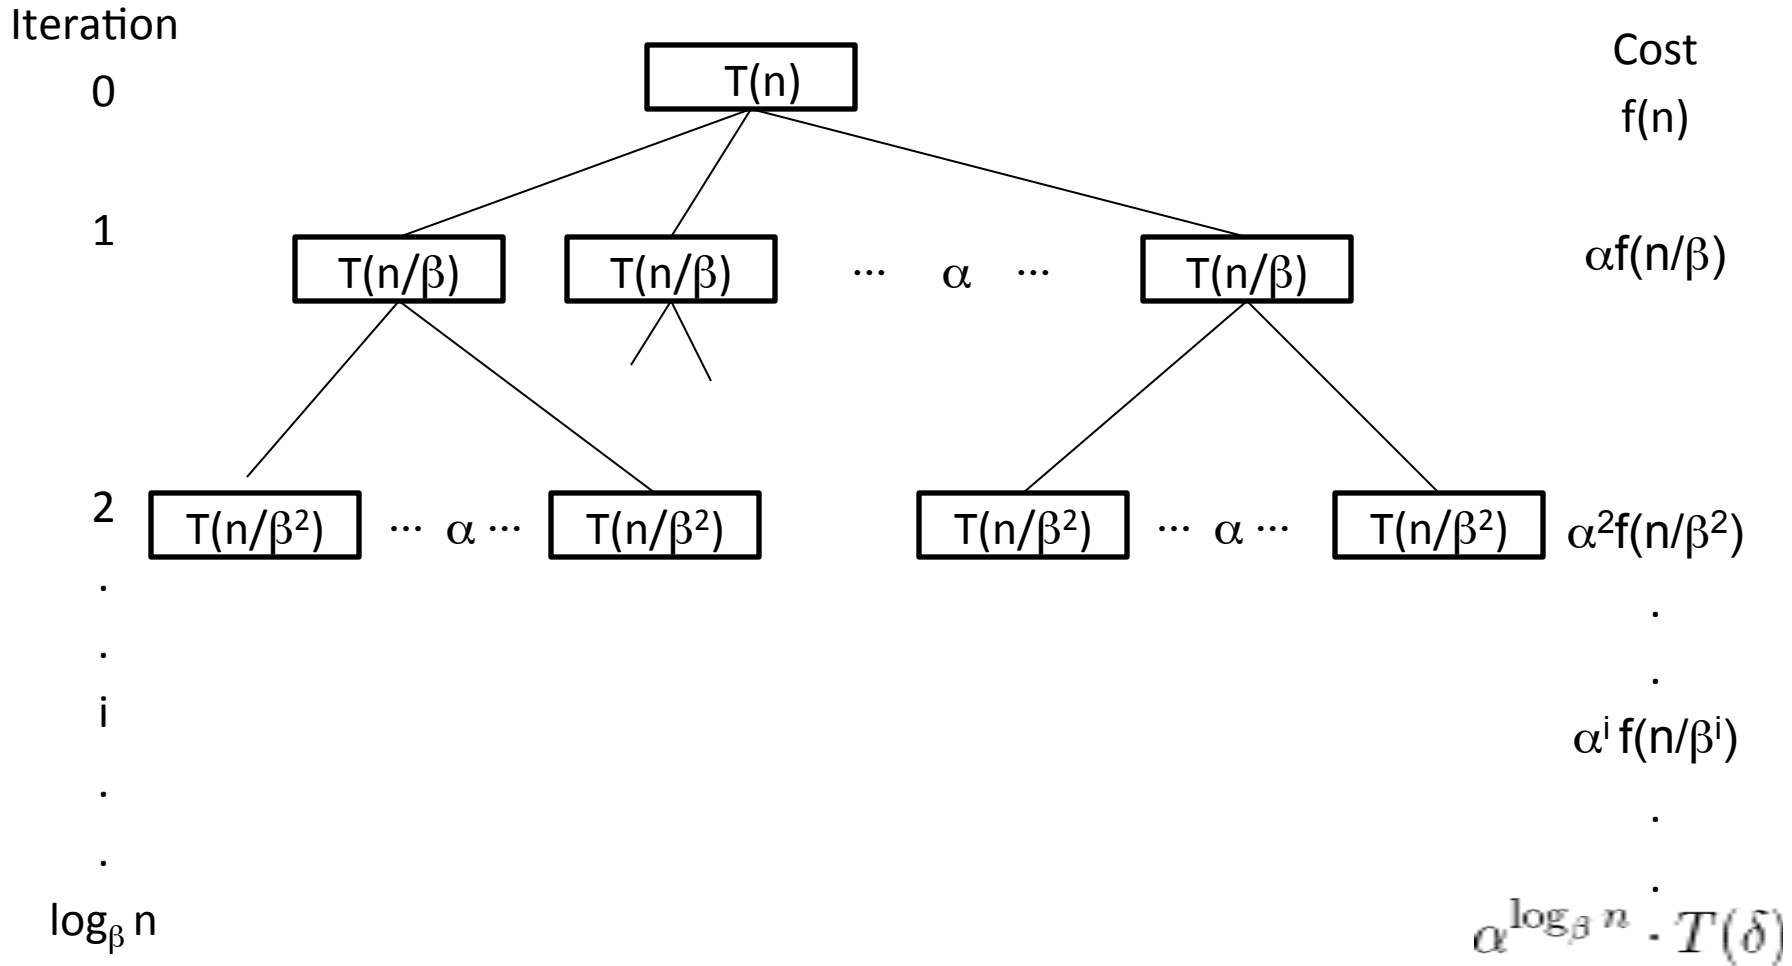 Iteration
Cost
0
T(n)
f(n)
1
T(n/β) T(n/β) ... α ... T(n/β)
αf(n/β)
2
T(n/β²) ... α ... T(n/β²) T(n/β²) ... α ... T(n/β²)
α²f(n/β²)
.
.
.
.
i
αⁱ f(n/βⁱ)
.
.
.
.
log_β n
α^{log_β n} · T(δ)